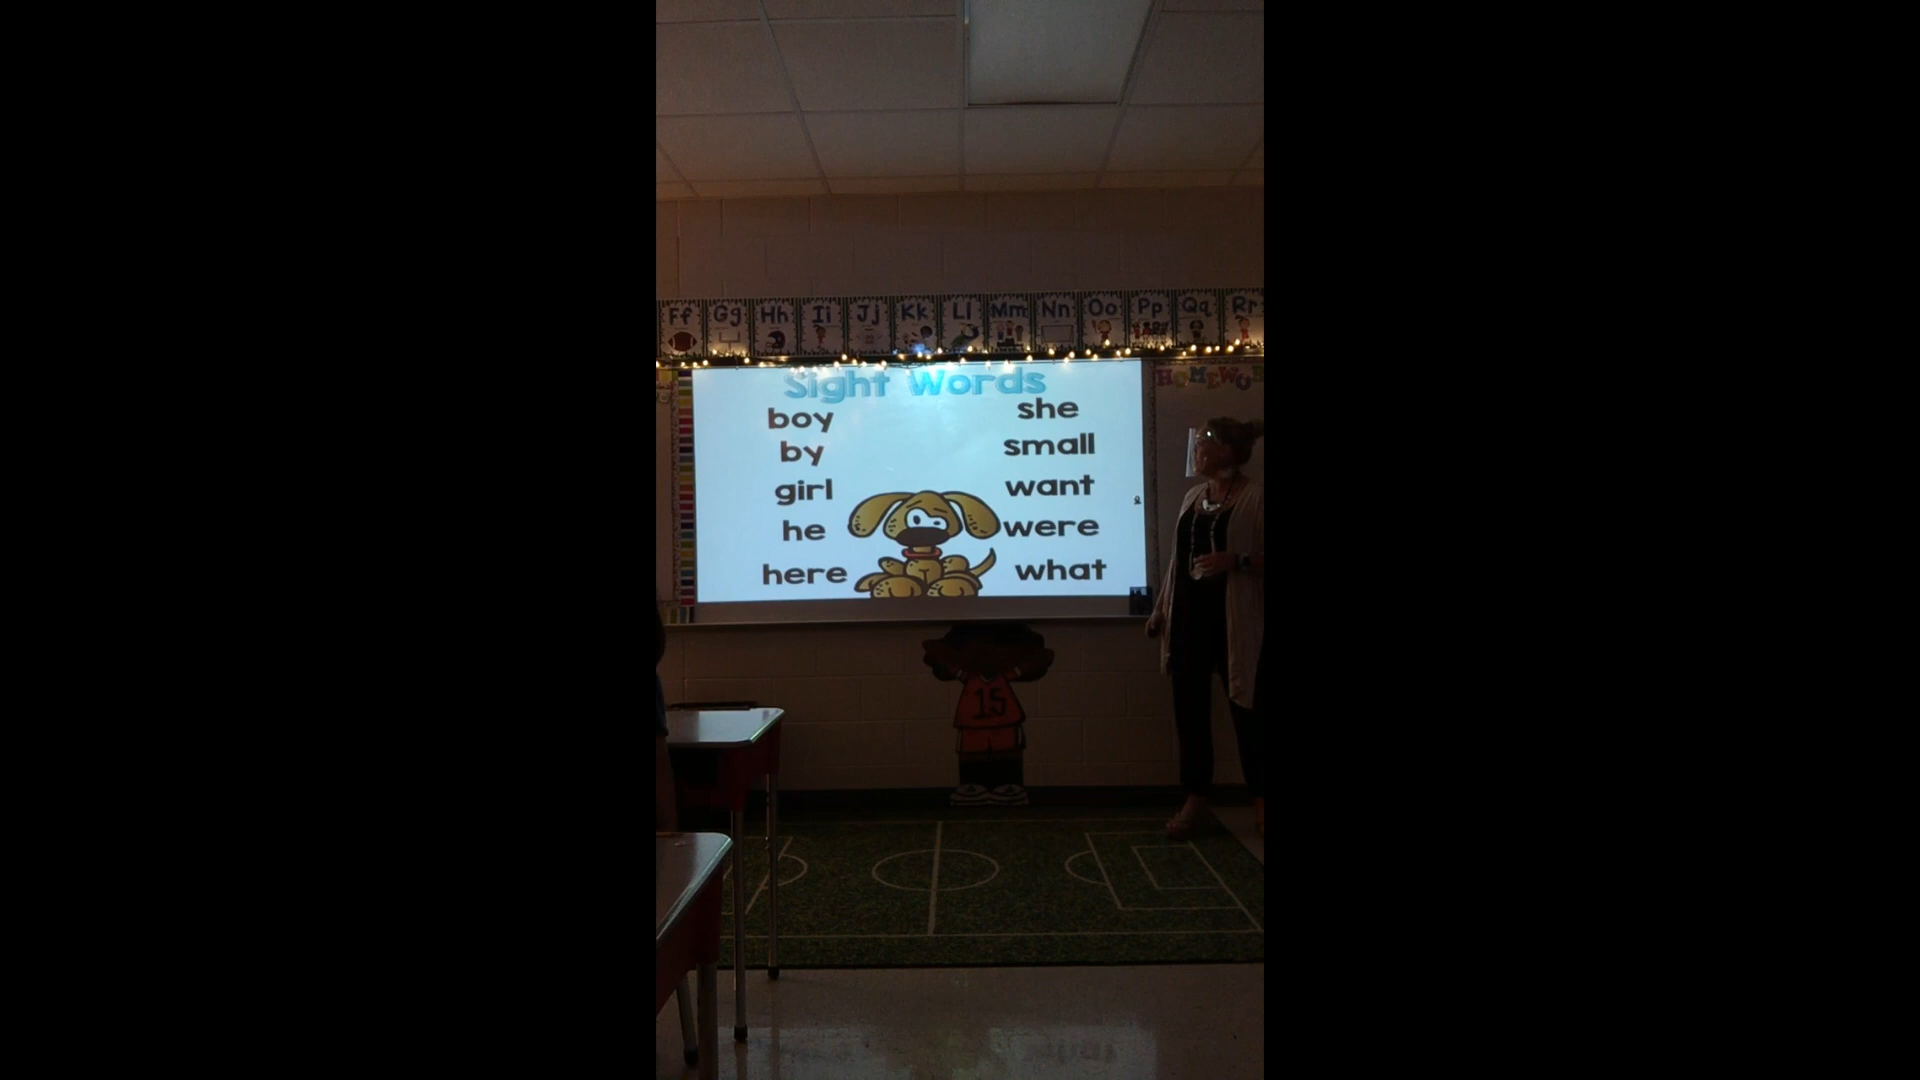 Ff Gg Hh Ii Jj Kk Ll Mm Nn Oo Pp Qq Rr
HOMEWOR
Sight Words
boy
by
girl
he
here
she
small
want
were
what
15